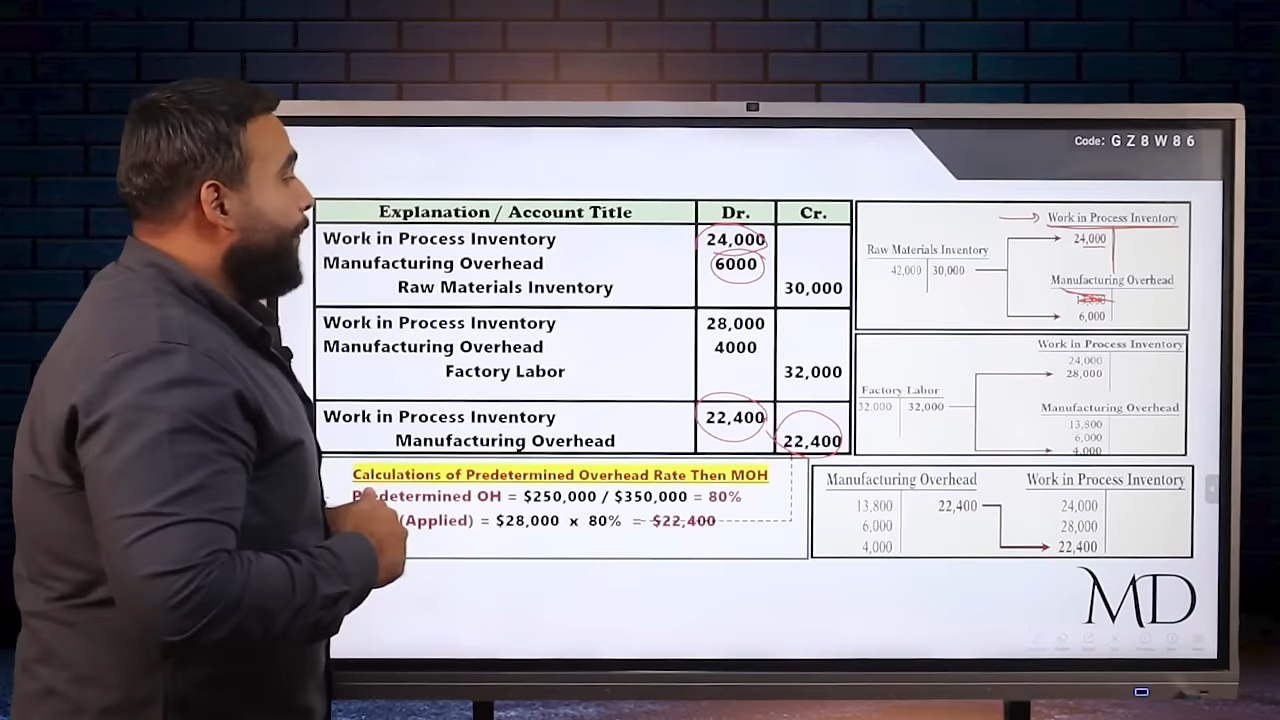 Code: G Z 8 W 8 6
Explanation / Account Title Dr. Cr.
Work in Process Inventory 24,000
Manufacturing Overhead 6000
Raw Materials Inventory 30,000
Work in Process Inventory 28,000
Manufacturing Overhead 4000
Factory Labor 32,000
Work in Process Inventory 22,400
Manufacturing Overhead 22,400
Calculations of Predetermined Overhead Rate Then MOH
Predetermined OH = $250,000 / $350,000 = 80%
(Applied) = $28,000 x 80% = $22,400
Work in Process Inventory
24,000
Raw Materials Inventory
42,000 30,000
Manufacturing Overhead
6,000
Work in Process Inventory
24,000
28,000
Factory Labor
32,000 32,000
Manufacturing Overhead
13,800
6,000
4,000
Manufacturing Overhead Work in Process Inventory
13,800 22,400 24,000
6,000 28,000
4,000 22,400
MD